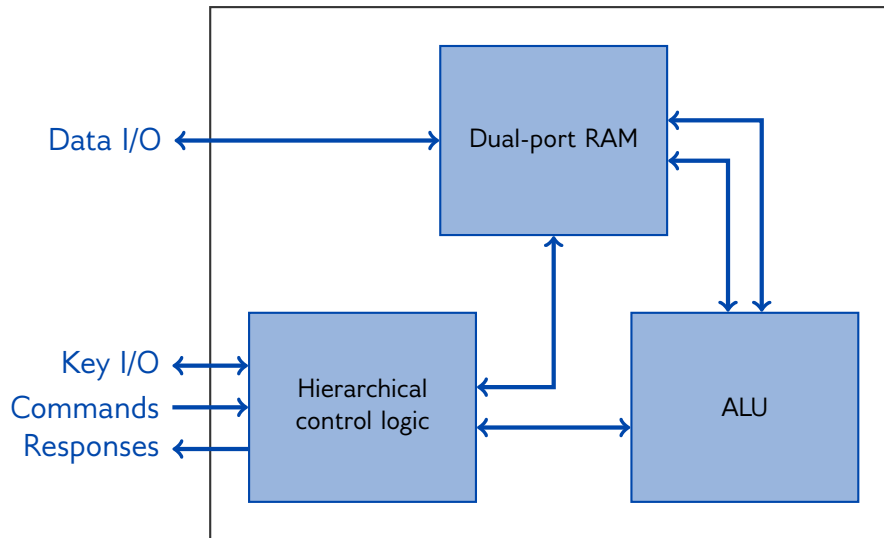 Data I/O
Dual-port RAM
Key I/O
Commands
Responses
Hierarchical
control logic
ALU